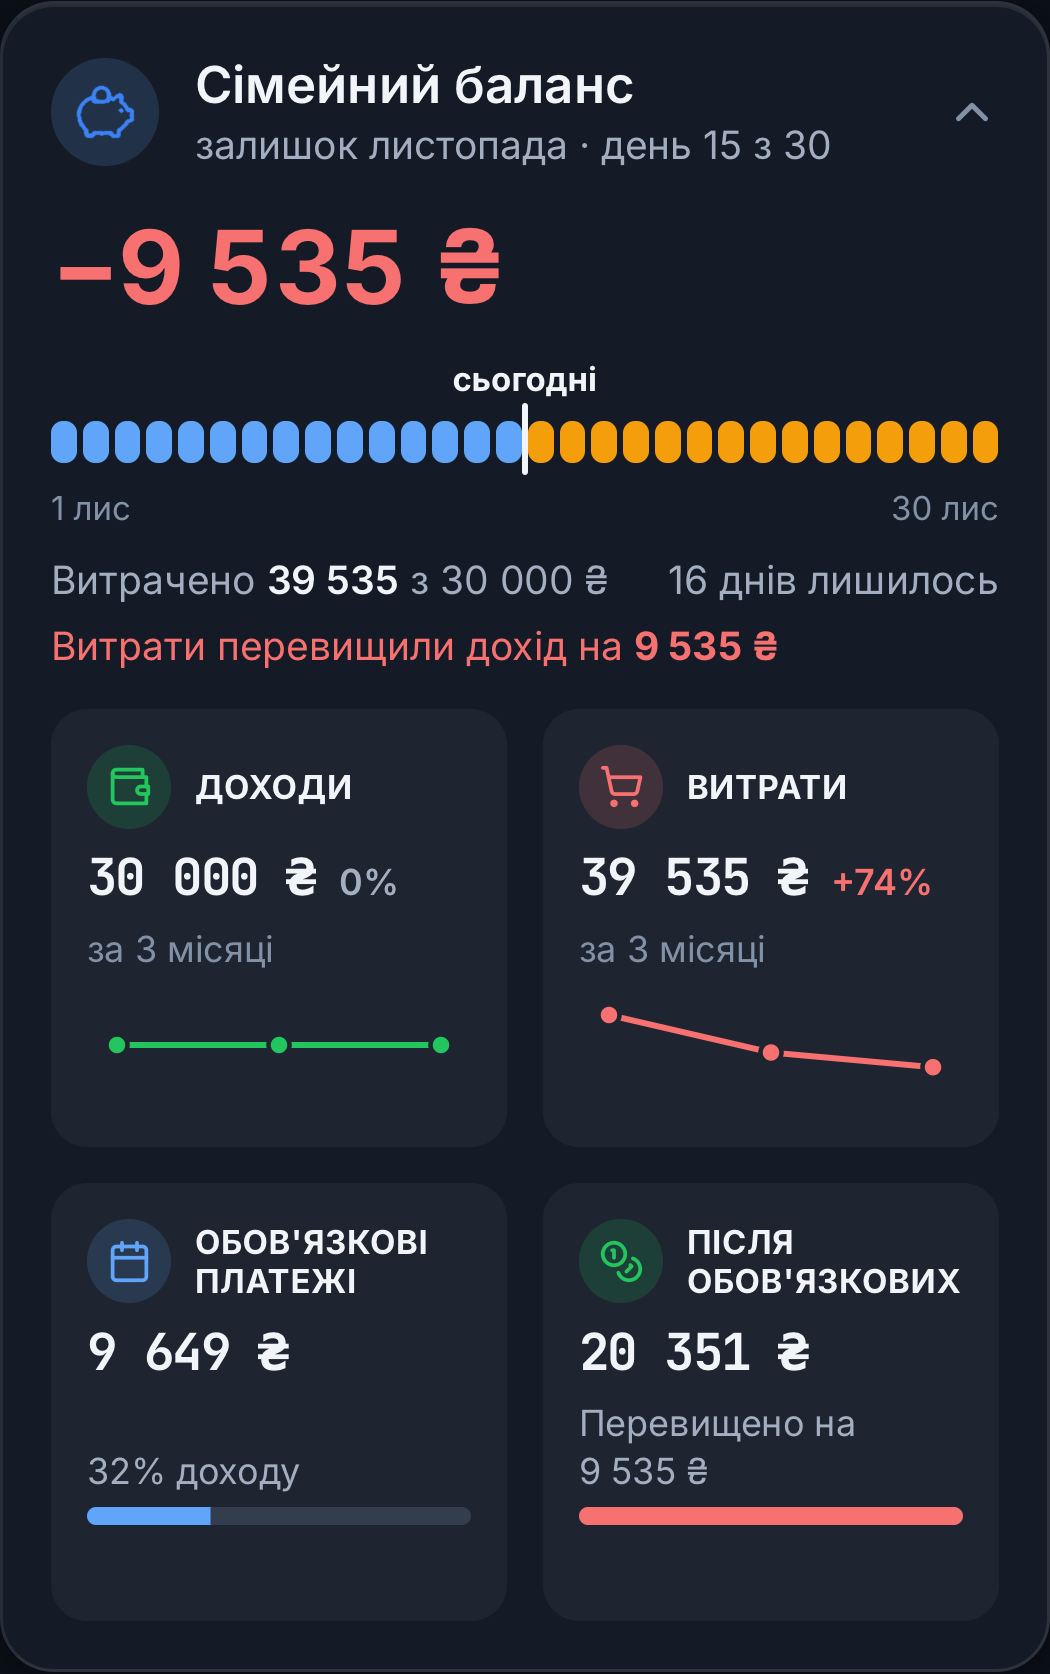 Сімейний баланс
залишок листопада · день 15 з 30
−9 535 ₴
сьогодні
1 лис
30 лис
Витрачено 39 535 з 30 000 ₴
16 днів лишилось
Витрати перевищили дохід на 9 535 ₴
ДОХОДИ
30 000 ₴ 0%
за 3 місяці
ВИТРАТИ
39 535 ₴ +74%
за 3 місяці
ОБОВ'ЯЗКОВІ
ПЛАТЕЖІ
9 649 ₴
32% доходу
ПІСЛЯ
ОБОВ'ЯЗКОВИХ
20 351 ₴
Перевищено на
9 535 ₴